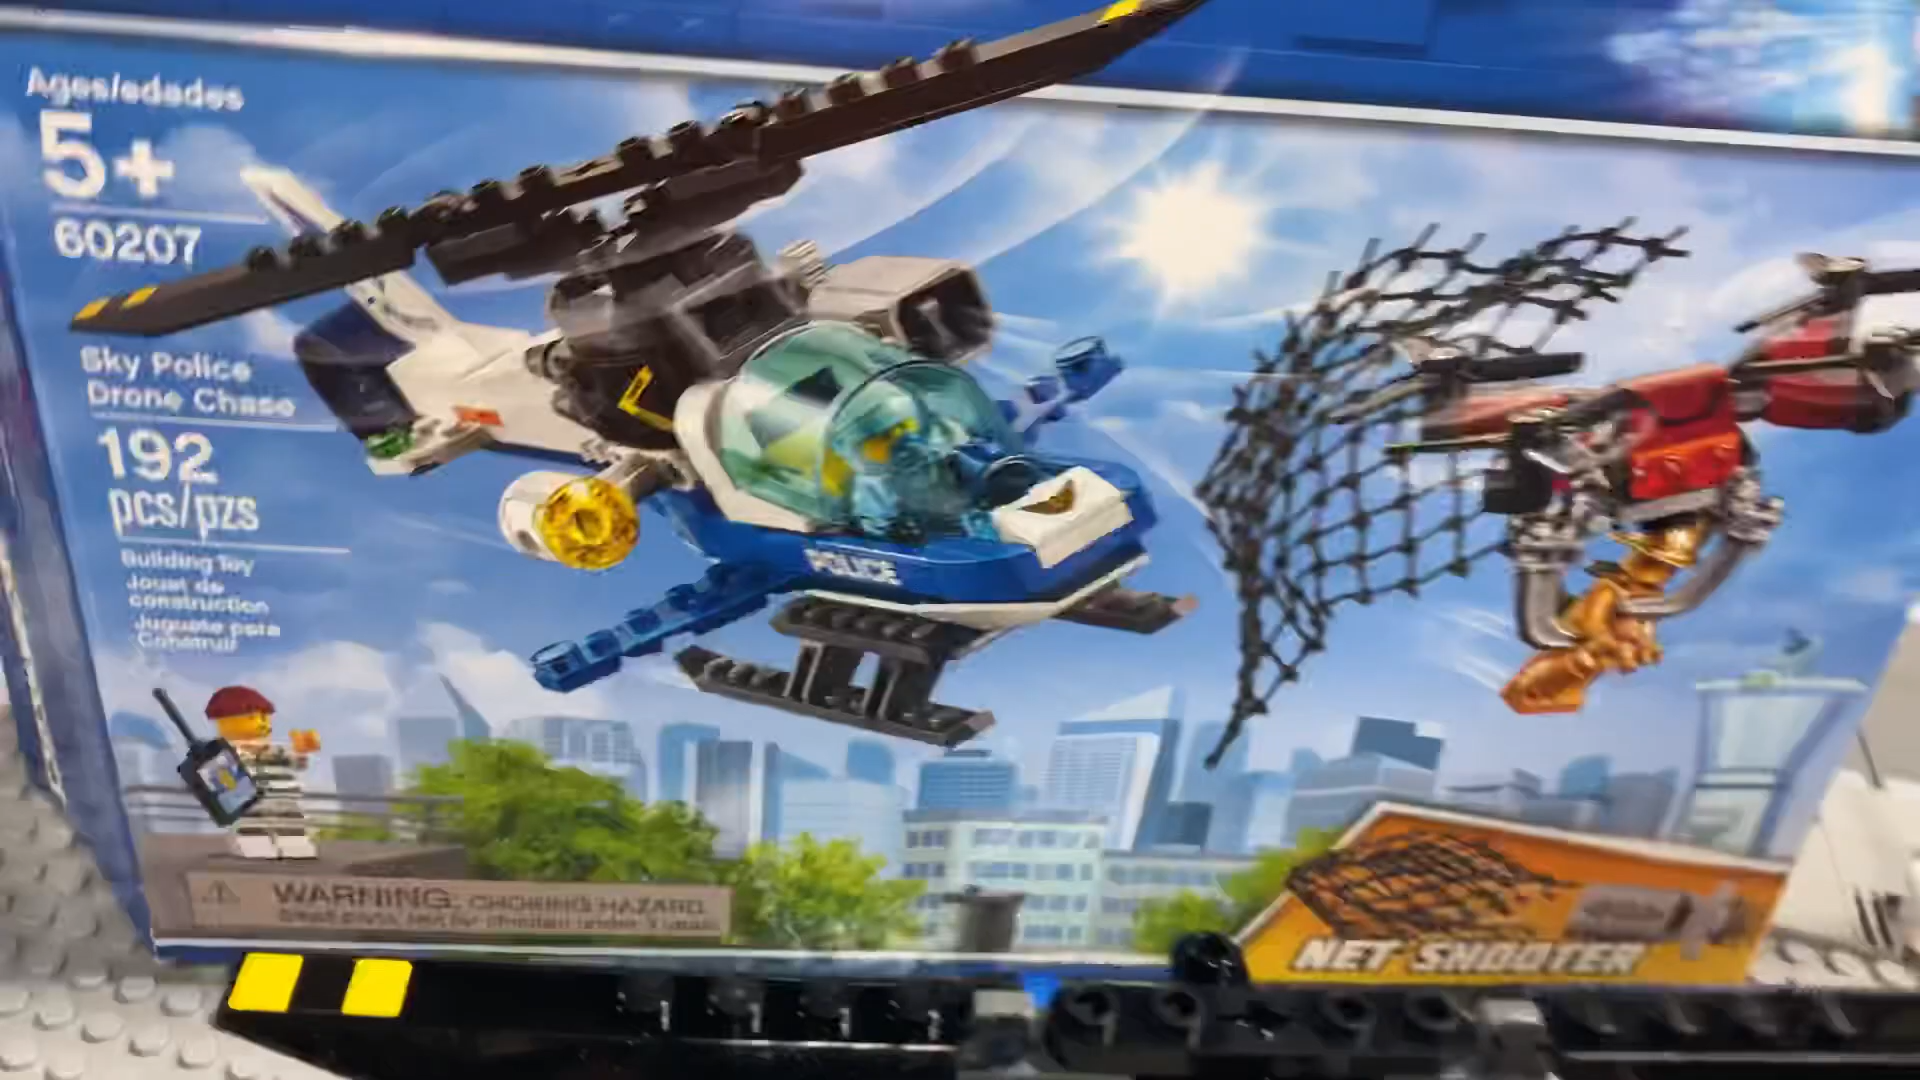 Ages/edades
5+
60207
Sky Police
Drone Chase
192
pcs/pzs
Building Toy
Jouet de
construction
Juguete para
Construir
POLICE
WARNING: CHOKING HAZARD.
NET SHOOTER